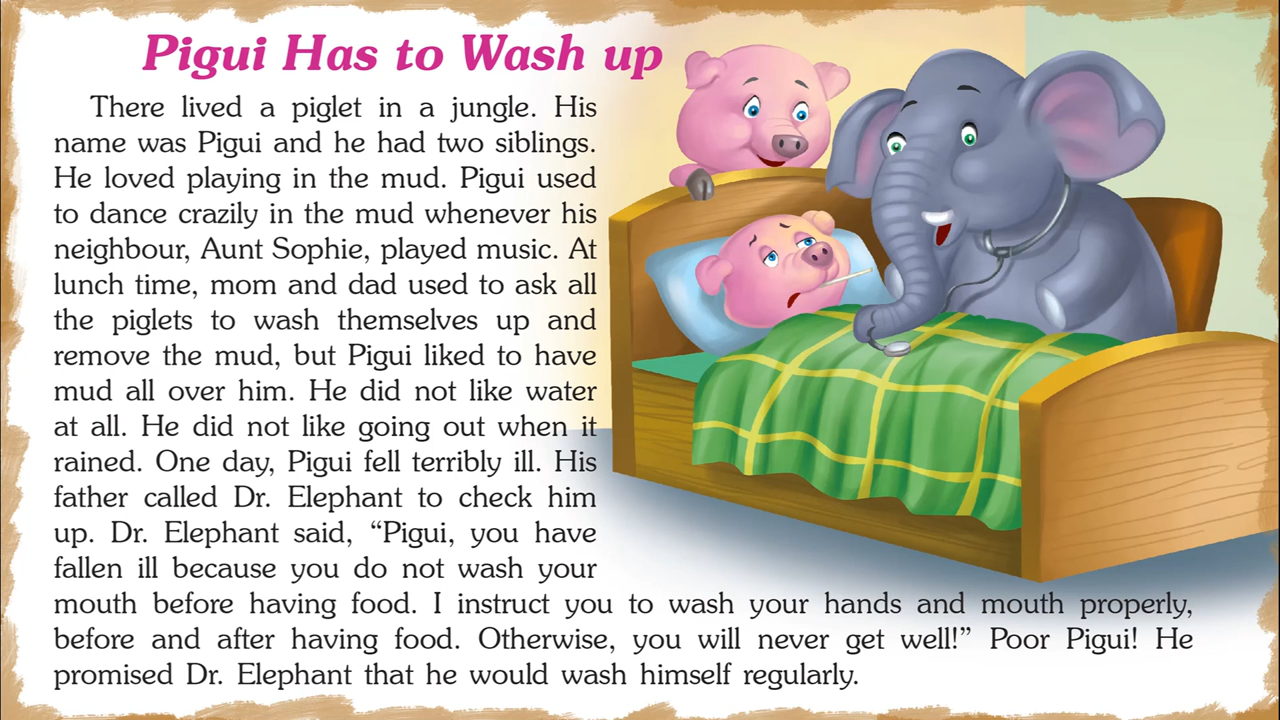 Pigui Has to Wash up
There lived a piglet in a jungle. His
name was Pigui and he had two siblings.
He loved playing in the mud. Pigui used
to dance crazily in the mud whenever his
neighbour, Aunt Sophie, played music. At
lunch time, mom and dad used to ask all
the piglets to wash themselves up and
remove the mud, but Pigui liked to have
mud all over him. He did not like water
at all. He did not like going out when it
rained. One day, Pigui fell terribly ill. His
father called Dr. Elephant to check him
up. Dr. Elephant said, “Pigui, you have
fallen ill because you do not wash your
mouth before having food. I instruct you to wash your hands and mouth properly,
before and after having food. Otherwise, you will never get well!” Poor Pigui! He
promised Dr. Elephant that he would wash himself regularly.